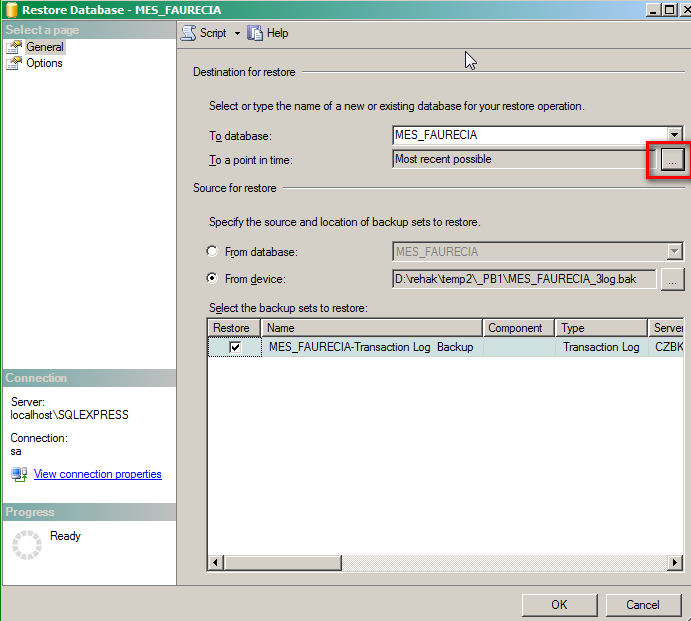 Restore Database - MES_FAURECIA
Select a page
General
Options
Script
Help
Destination for restore
Select or type the name of a new or existing database for your restore operation.
To database:
MES_FAURECIA
To a point in time:
Most recent possible
...
Source for restore
Specify the source and location of backup sets to restore.
From database:
MES_FAURECIA
From device:
D:\rehak\temp2\_PB1\MES_FAURECIA_3log.bak
...
Select the backup sets to restore:
Restore Name Component Type Server
MES_FAURECIA-Transaction Log Backup Transaction Log CZBK
Connection
Server:
localhost\SQLEXPRESS
Connection:
sa
View connection properties
Progress
Ready
OK
Cancel